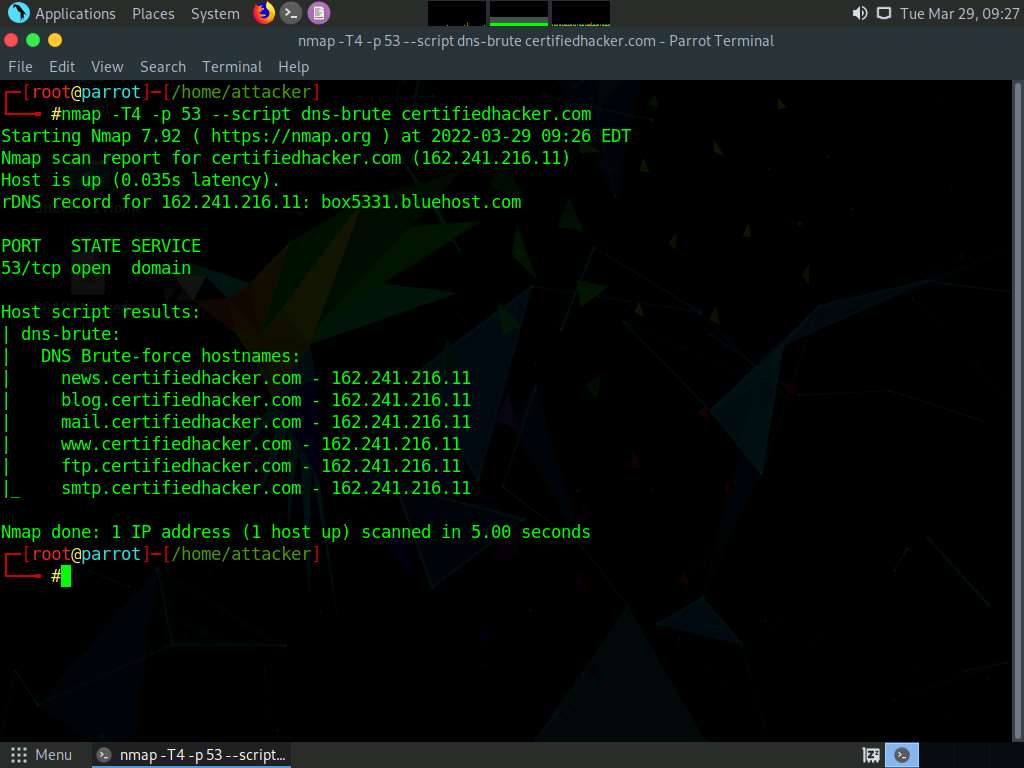 Applications Places System Tue Mar 29, 09:27
nmap -T4 -p 53 --script dns-brute certifiedhacker.com - Parrot Terminal
File Edit View Search Terminal Help
┌─[root@parrot]─[/home/attacker]
└──╼ #nmap -T4 -p 53 --script dns-brute certifiedhacker.com
Starting Nmap 7.92 ( https://nmap.org ) at 2022-03-29 09:26 EDT
Nmap scan report for certifiedhacker.com (162.241.216.11)
Host is up (0.035s latency).
rDNS record for 162.241.216.11: box5331.bluehost.com
PORT   STATE SERVICE
53/tcp open  domain
Host script results:
| dns-brute:
|   DNS Brute-force hostnames:
|     news.certifiedhacker.com - 162.241.216.11
|     blog.certifiedhacker.com - 162.241.216.11
|     mail.certifiedhacker.com - 162.241.216.11
|     www.certifiedhacker.com - 162.241.216.11
|     ftp.certifiedhacker.com - 162.241.216.11
|_    smtp.certifiedhacker.com - 162.241.216.11
Nmap done: 1 IP address (1 host up) scanned in 5.00 seconds
┌─[root@parrot]─[/home/attacker]
└──╼ #
Menu nmap -T4 -p 53 --script...